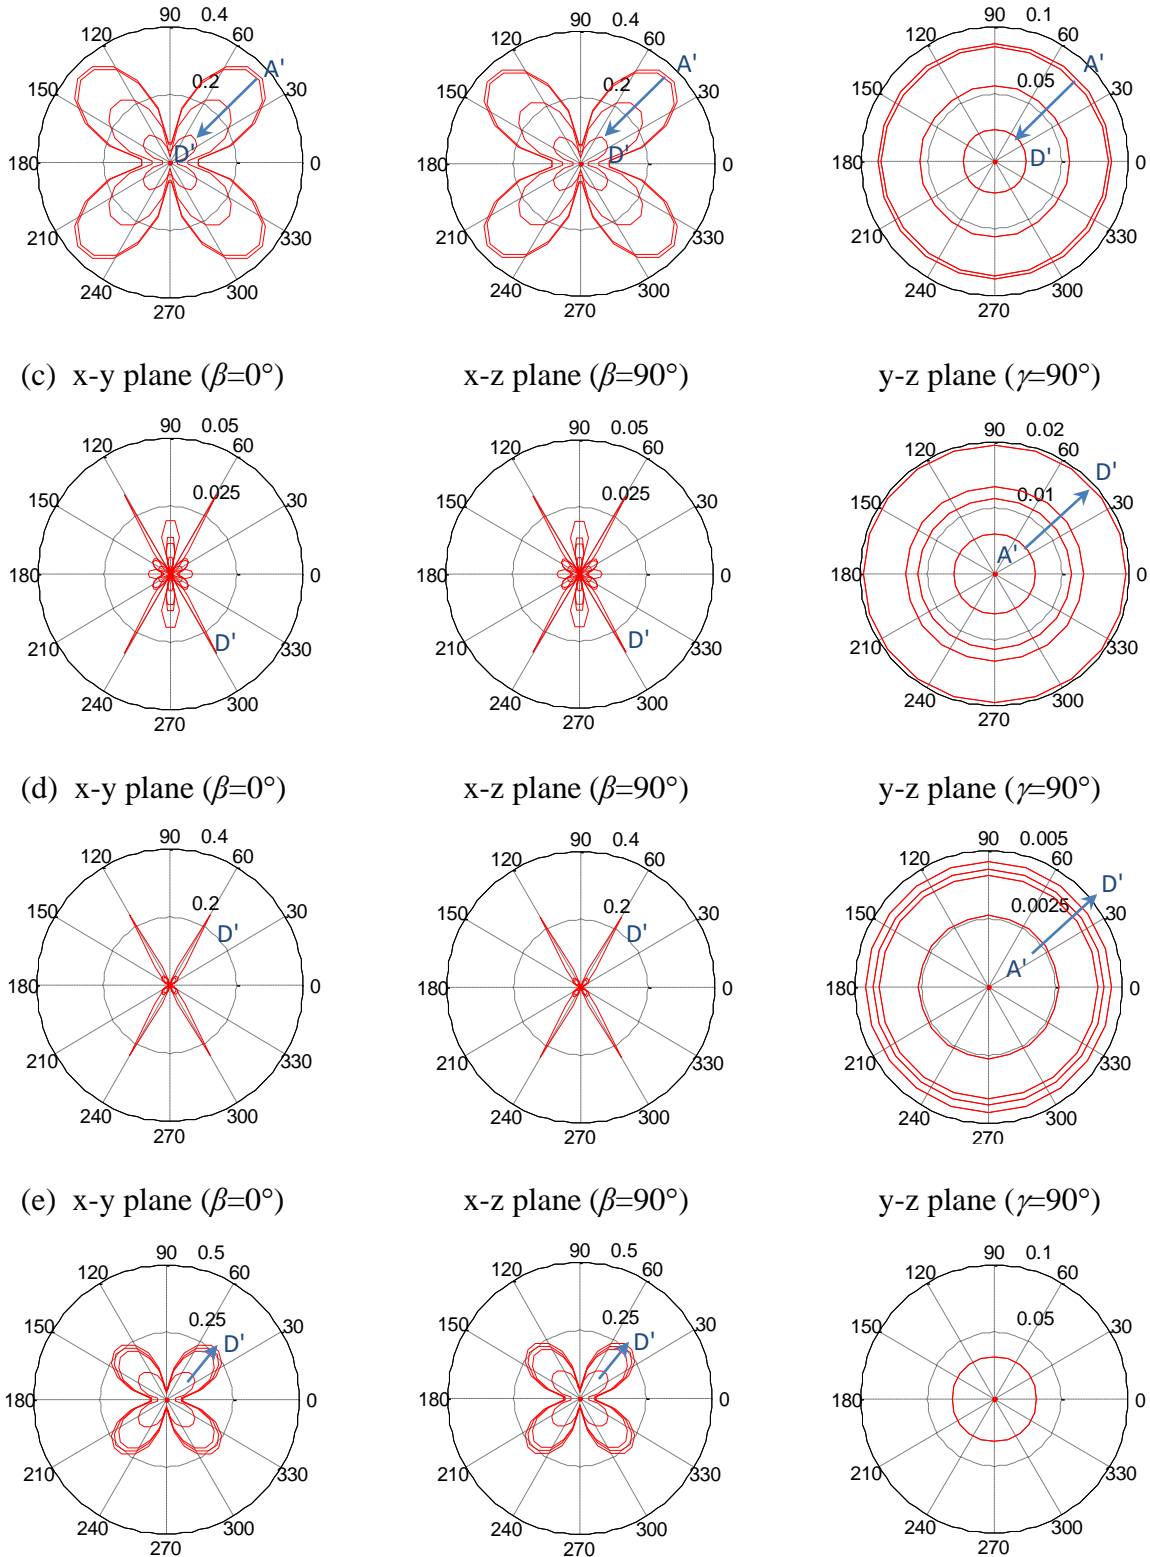 90 0.4 90 0.4 90 0.1
120 60 120 60 120 60
A' A' A'
150 0.2 30 150 0.2 30 150 0.05 30
180 D' 0 180 D' 0 180 D' 0
210 330 210 330 210 330
240 300 240 300 240 300
270 270 270
(c) x-y plane (β=0°) x-z plane (β=90°) y-z plane (γ=90°)
90 0.05 90 0.05 90 0.02
120 60 120 60 120 60
150 0.025 30 150 0.025 30 150 0.01 30 D'
180 0 180 0 180 A' 0
210 D' 330 210 D' 330 210 330
240 300 240 300 240 300
270 270 270
(d) x-y plane (β=0°) x-z plane (β=90°) y-z plane (γ=90°)
90 0.4 90 0.4 90 0.005
120 60 120 60 120 60
150 0.2 30 150 0.2 30 150 0.0025 30 D'
D' D' A'
180 0 180 0 180 0
210 330 210 330 210 330
240 300 240 300 240 300
270 270 270
(e) x-y plane (β=0°) x-z plane (β=90°) y-z plane (γ=90°)
90 0.5 90 0.5 90 0.1
120 60 120 60 120 60
150 0.25 30 150 0.25 30 150 0.05 30
D' D'
180 0 180 0 180 0
210 330 210 330 210 330
240 300 240 300 240 300
270 270 270